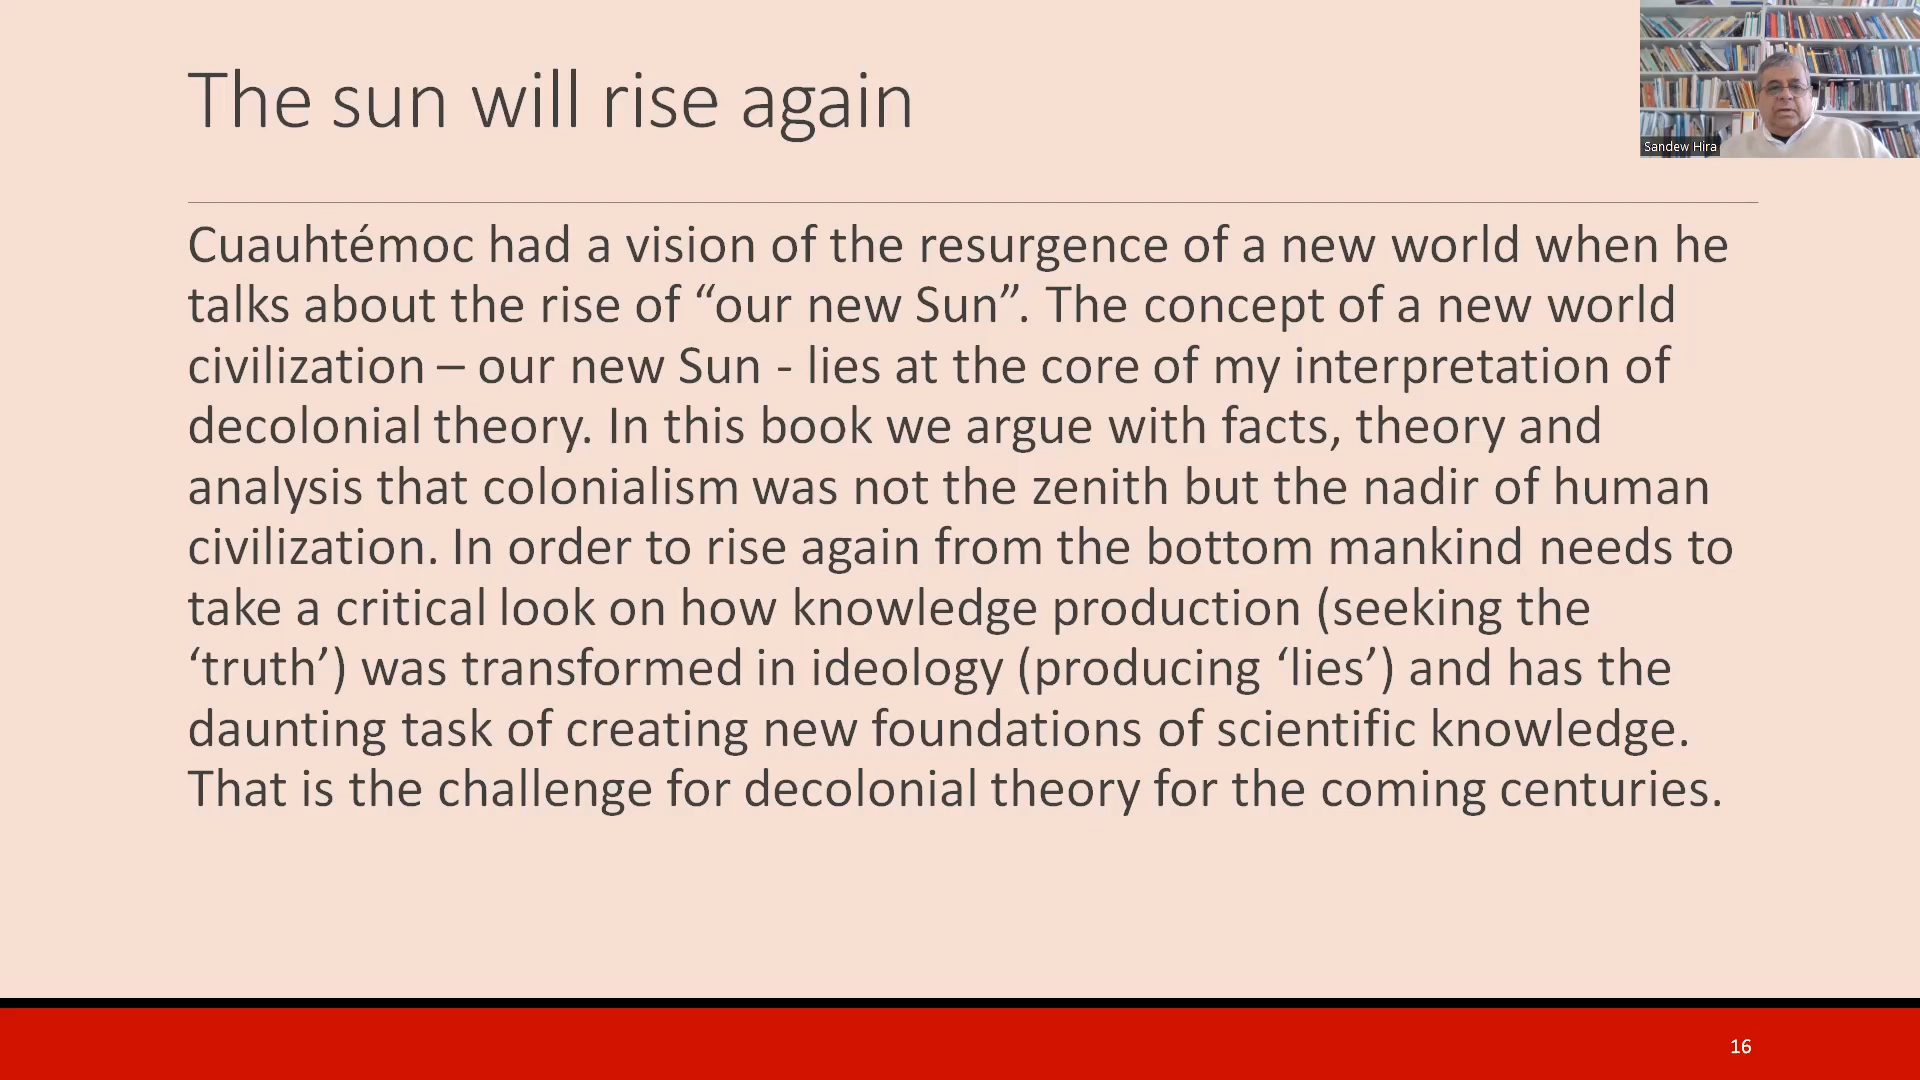 The sun will rise again
Sandew Hira
Cuauhtémoc had a vision of the resurgence of a new world when he
talks about the rise of “our new Sun”. The concept of a new world
civilization – our new Sun - lies at the core of my interpretation of
decolonial theory. In this book we argue with facts, theory and
analysis that colonialism was not the zenith but the nadir of human
civilization. In order to rise again from the bottom mankind needs to
take a critical look on how knowledge production (seeking the
‘truth’) was transformed in ideology (producing ‘lies’) and has the
daunting task of creating new foundations of scientific knowledge.
That is the challenge for decolonial theory for the coming centuries.
16